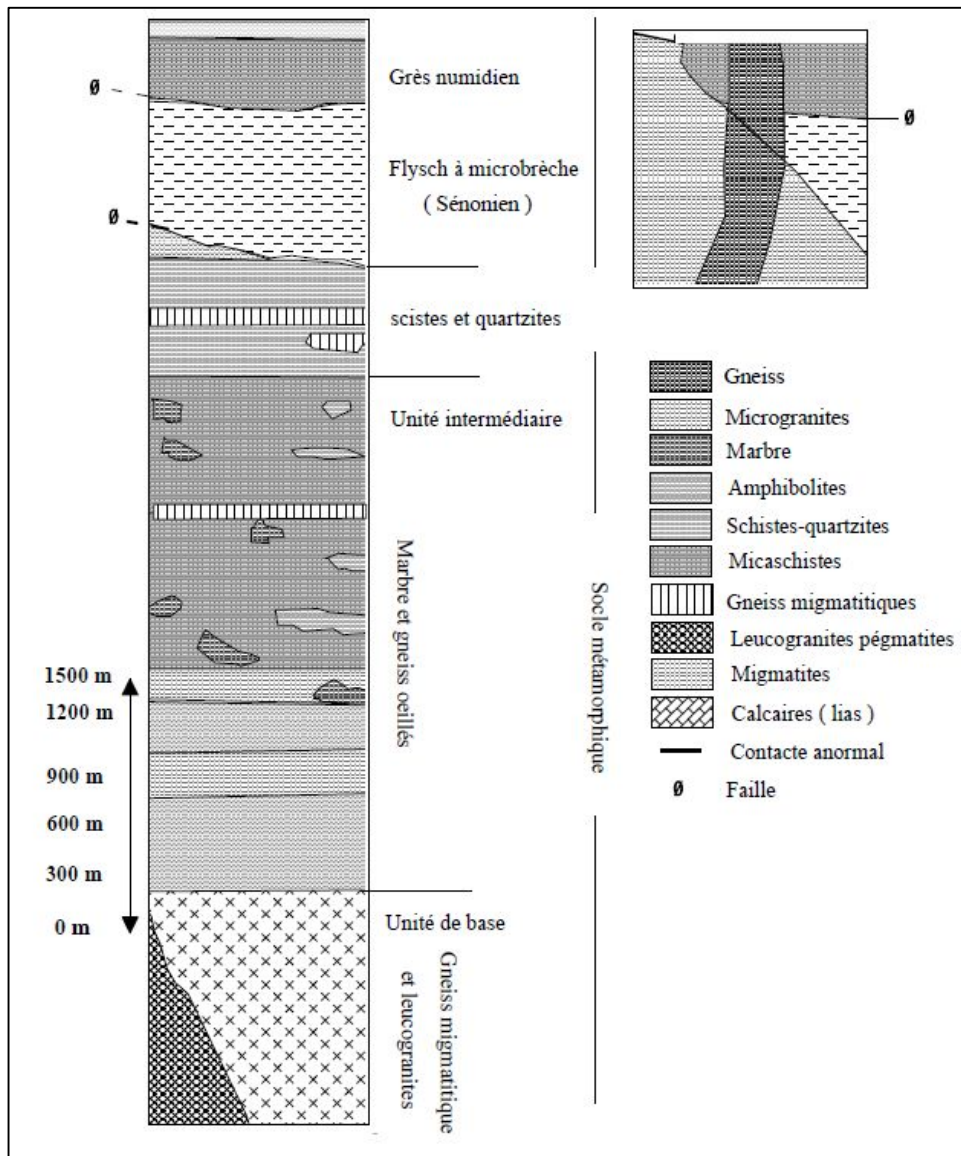 Grès numidien
Ø
Flysch à microbrèche
( Sénonien )
Ø
scistes et quartzites
Unité intermédiaire
Marbre et gneiss oeillés
Socle métamorphique
1500 m
1200 m
900 m
600 m
300 m
0 m
Unité de base
Gneiss migmatitique
et leucogranites
Ø
Gneiss
Microgranites
Marbre
Amphibolites
Schistes-quartzites
Micaschistes
Gneiss migmatitiques
Leucogranites pégmatites
Migmatites
Calcaires ( lias )
Contacte anormal
Ø Faille